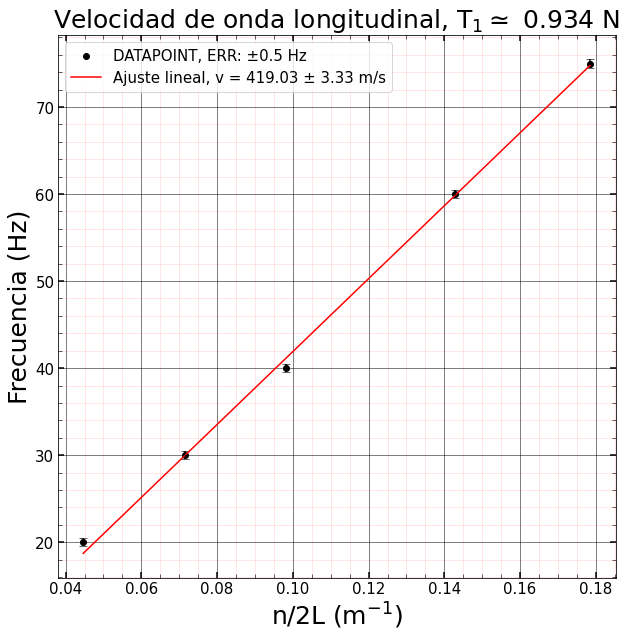 Velocidad de onda longitudinal, T₁ ≃ 0.934 N
DATAPOINT, ERR: ±0.5 Hz
Ajuste lineal, v = 419.03 ± 3.33 m/s
Frecuencia (Hz)
70
60
50
40
30
20
0.04 0.06 0.08 0.10 0.12 0.14 0.16 0.18
n/2L (m⁻¹)